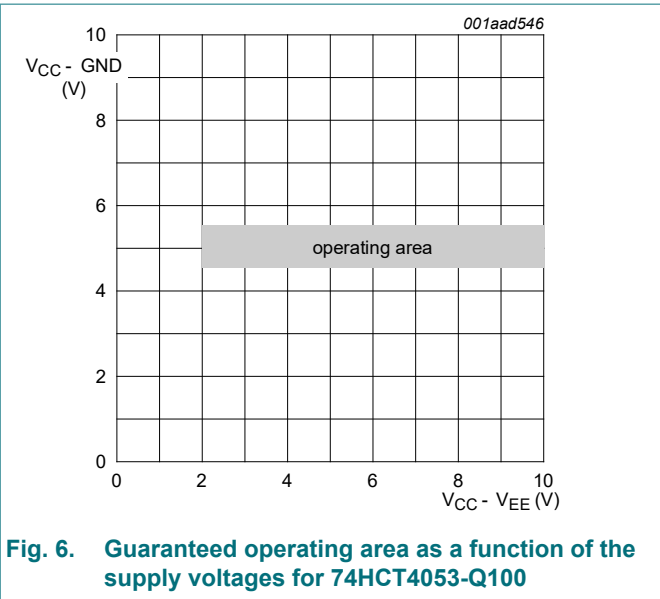 001aad546
10
VCC - GND
(V)
8
6
operating area
4
2
0
0 2 4 6 8 10
VCC - VEE (V)
Fig. 6. Guaranteed operating area as a function of the
supply voltages for 74HCT4053-Q100